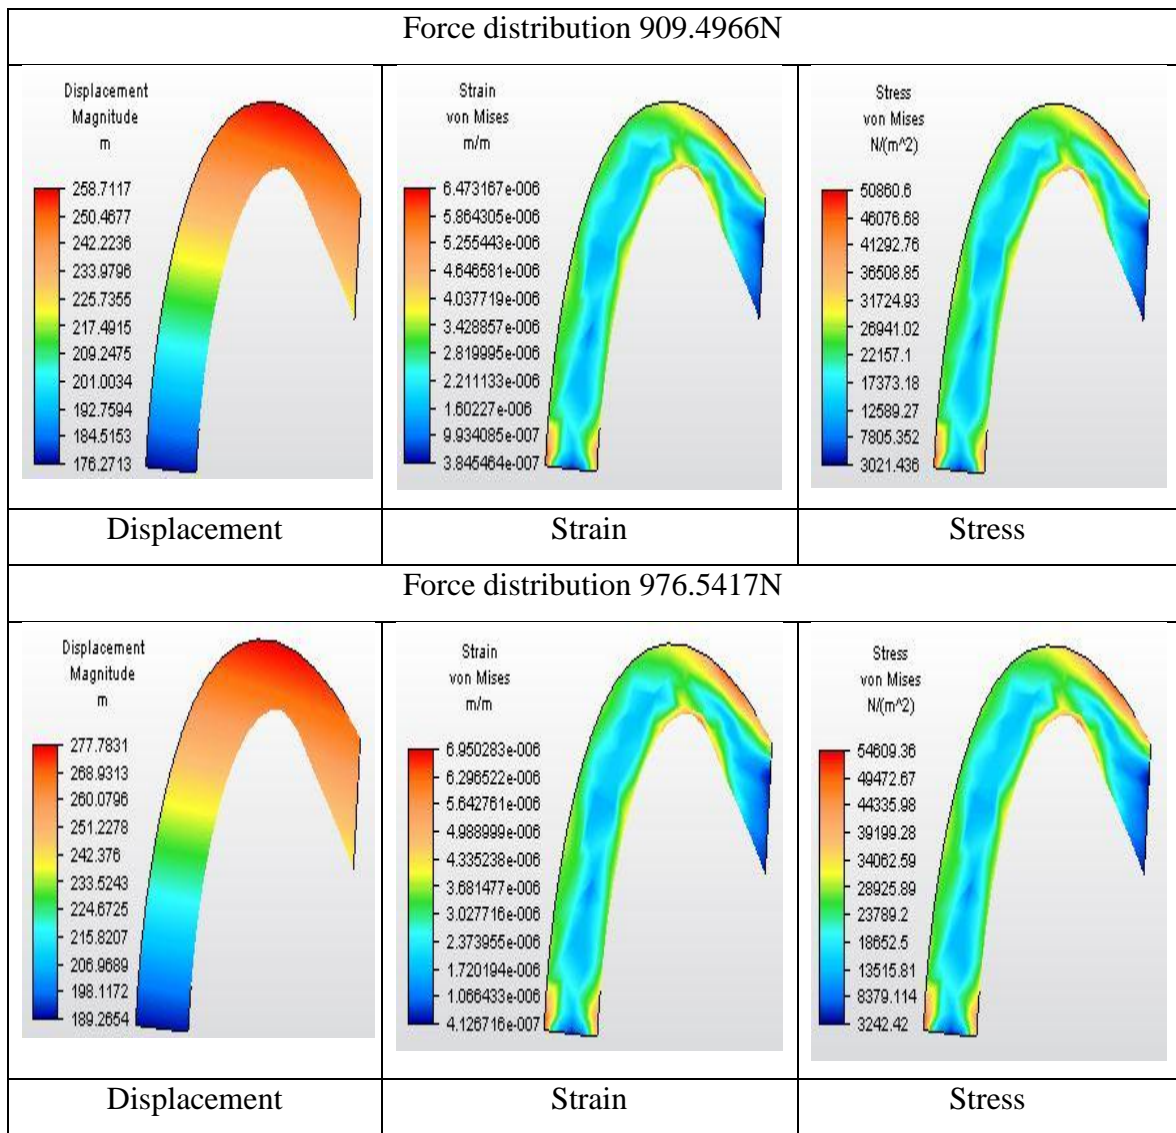 Force distribution 909.4966N
Displacement
Magnitude
m
258.7117
250.4677
242.2236
233.9796
225.7355
217.4915
209.2475
201.0034
192.7594
184.5153
176.2713
Strain
von Mises
m/m
6.473167e-006
5.864305e-006
5.255443e-006
4.646581e-006
4.037719e-006
3.428857e-006
2.819995e-006
2.211133e-006
1.60227e-006
9.934085e-007
3.845464e-007
Stress
von Mises
N/(m^2)
50860.6
46076.68
41292.76
36508.85
31724.93
26941.02
22157.1
17373.18
12589.27
7805.352
3021.436
Displacement
Strain
Stress
Force distribution 976.5417N
Displacement
Magnitude
m
277.7831
268.9313
260.0796
251.2278
242.376
233.5243
224.6725
215.8207
206.9689
198.1172
189.2654
Strain
von Mises
m/m
6.950283e-006
6.296522e-006
5.642761e-006
4.988999e-006
4.335238e-006
3.681477e-006
3.027716e-006
2.373955e-006
1.720194e-006
1.066433e-006
4.126716e-007
Stress
von Mises
N/(m^2)
54609.36
49472.67
44335.98
39199.28
34062.59
28925.89
23789.2
18652.5
13515.81
8379.114
3242.42
Displacement
Strain
Stress